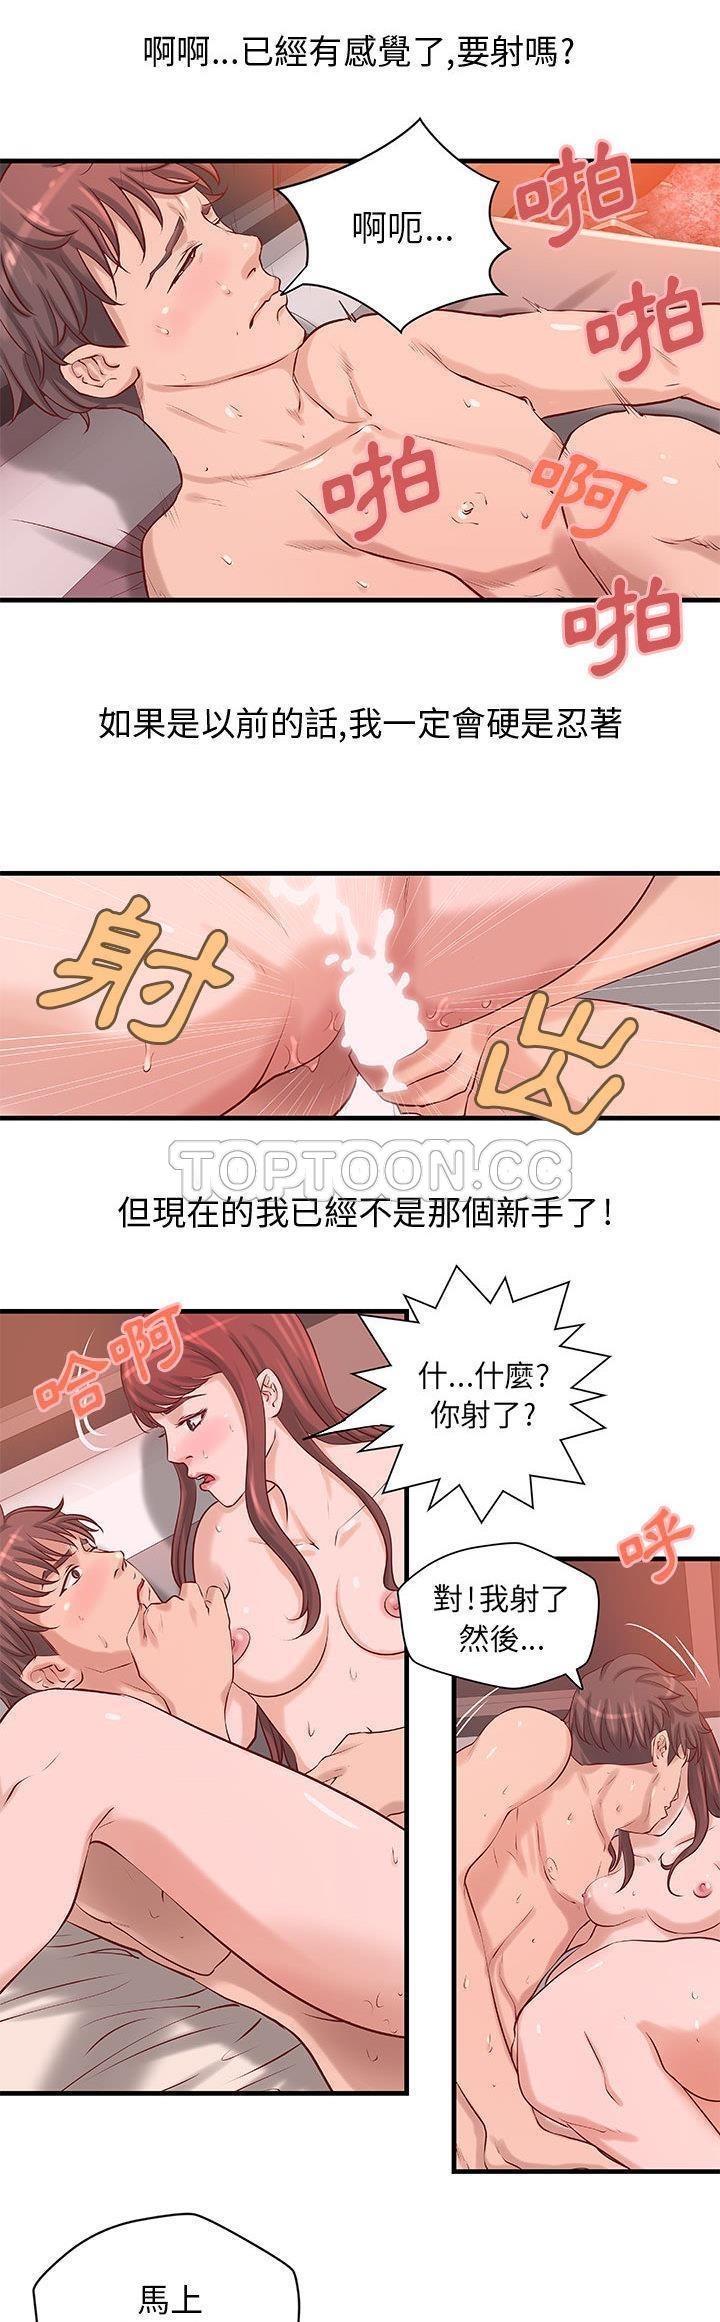 啊啊...已經有感覺了,要射嗎?
啊呃...
啪
啪
啪
啊
啪
如果是以前的話,我一定會硬是忍著
射
出
TOPTOON.CC
但現在的我已經不是那個新手了!
哈啊
什...什麼?
你射了?
呼
對!我射了
然後...
馬上